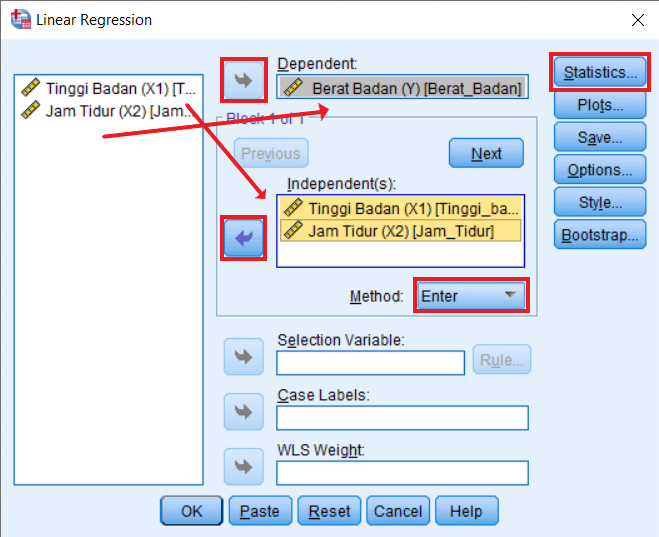 Linear Regression
Tinggi Badan (X1) [T...
Jam Tidur (X2) [Jam...
Dependent:
Berat Badan (Y) [Berat_Badan]
Block 1 of 1
Previous
Next
Independent(s):
Tinggi Badan (X1) [Tinggi_ba...
Jam Tidur (X2) [Jam_Tidur]
Method:
Enter
Selection Variable:
Rule...
Case Labels:
WLS Weight:
Statistics...
Plots...
Save...
Options...
Style...
Bootstrap...
OK
Paste
Reset
Cancel
Help